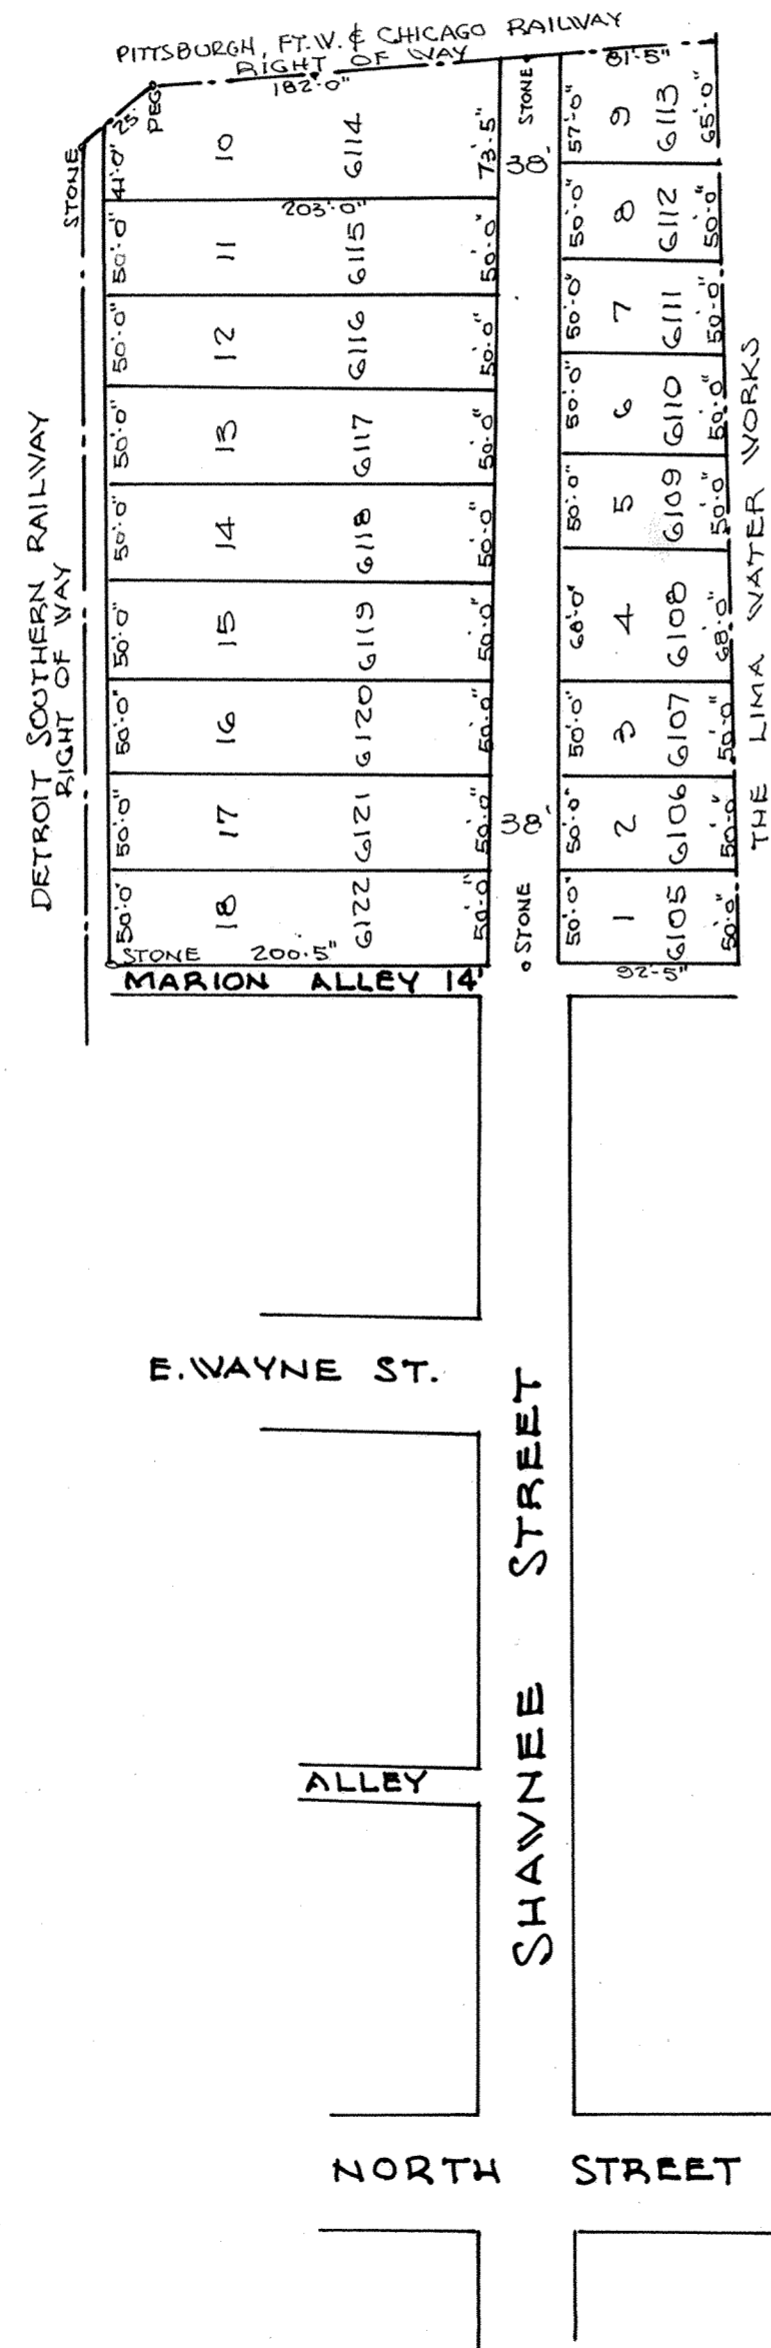 PITTSBURGH, FT.W. & CHICAGO RAILWAY
RIGHT OF WAY
182'-0"
81'-5"
25'
PEG
STONE
STONE
41'-0" 10 6114 73'-5"
38'
57'-0" 9 6113 65'-0"
203'-0"
50'-0" 11 6115 50'-0"
50'-0" 8 6112 50'-0"
50'-0" 12 6116 50'-0"
50'-0" 7 6111 50'-0"
50'-0" 13 6117 50'-0"
50'-0" 6 6110 50'-0"
50'-0" 14 6118 50'-0"
50'-0" 5 6109 50'-0"
50'-0" 15 6119 50'-0"
68'-0" 4 6108 68'-0"
50'-0" 16 6120 50'-0"
50'-0" 3 6107 50'-0"
50'-0" 17 6121 50'-0"
38'
50'-0" 2 6106 50'-0"
50'-0' 18 6122 50'-0"
50'-0" 1 6105 50'-0"
DETROIT SOUTHERN RAILWAY
RIGHT OF WAY
THE LIMA WATER WORKS
STONE 200.5"
STONE
92'-5"
MARION ALLEY 14'
E. WAYNE ST.
SHAWNEE STREET
ALLEY
NORTH STREET